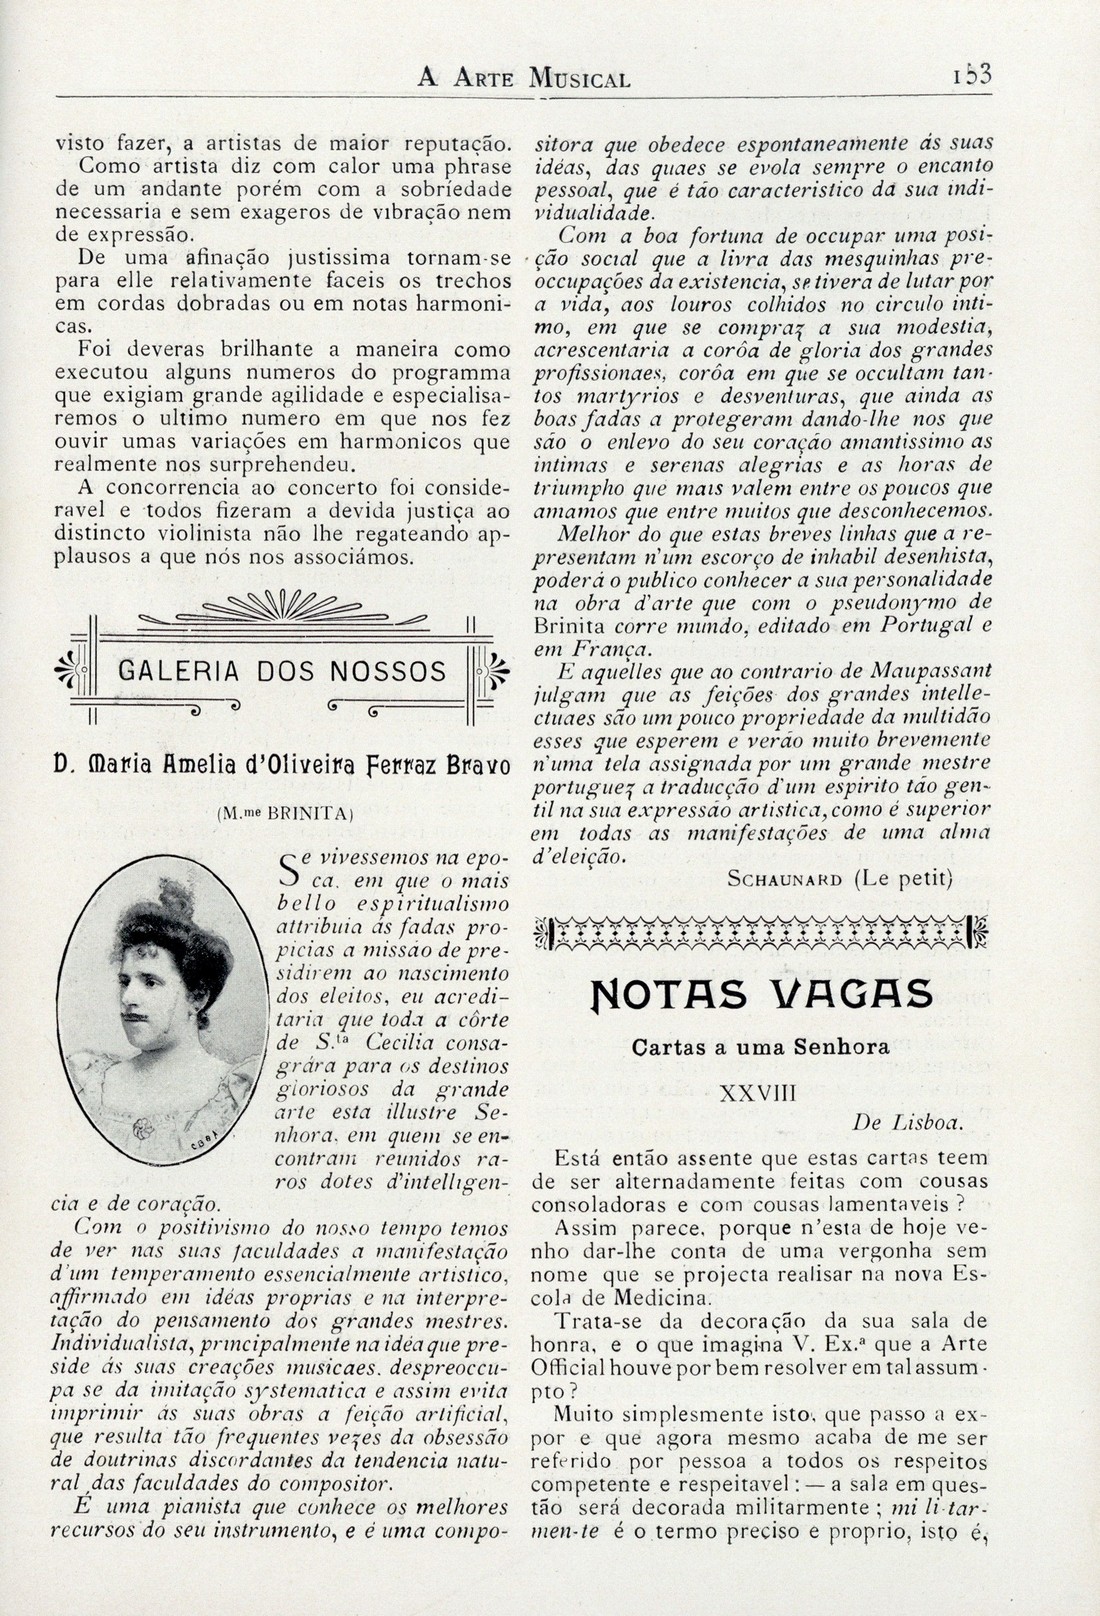 A Arte Musical 153
visto fazer, a artistas de maior reputação.
Como artista diz com calor uma phrase
de um andante porém com a sobriedade
necessaria e sem exageros de vibração nem
de expressão.
De uma afinação justissima tornam-se
para elle relativamente faceis os trechos
em cordas dobradas ou em notas harmoni-
cas.
Foi deveras brilhante a maneira como
executou alguns numeros do programma
que exigiam grande agilidade e especialisa-
remos o ultimo numero em que nos fez
ouvir umas variações em harmonicos que
realmente nos surprehendeu.
A concorrencia ao concerto foi conside-
ravel e todos fizeram a devida justiça ao
distincto violinista não lhe regateando ap-
plausos a que nós nos associámos.
GALERIA DOS NOSSOS
D. Maria Amelia d'Oliveira Ferraz Bravo
(M.me BRINITA)
Se vivessemos na epo-
ca. em que o mais
bello espiritualismo
attribuia ás fadas pro-
picias a missão de pre-
sidirem ao nascimento
dos eleitos, eu acredi-
taria que toda a côrte
de S.ta Cecilia consa-
grára para os destinos
gloriosos da grande
arte esta illustre Se-
nhora, em quem se en-
contram reunidos ra-
ros dotes d'intelligen-
cia e de coração.
Com o positivismo do nosso tempo temos
de ver nas suas faculdades a manifestação
d'um temperamento essencialmente artistico,
affirmado em idéas proprias e na interpre-
tação do pensamento dos grandes mestres.
Individualista, principalmente na idéa que pre-
side ás suas creações musicaes. despreoccu-
pa se da imitação systematica e assim evita
imprimir ás suas obras a feição artificial,
que resulta tão frequentes vezes da obsessão
de doutrinas discordantes da tendencia natu-
ral das faculdades do compositor.
É uma pianista que conhece os melhores
recursos do seu instrumento, e é uma compo-
sitora que obedece espontaneamente ás suas
idéas, das quaes se evola sempre o encanto
pessoal, que é tão caracteristico da sua indi-
vidualidade.
Com a boa fortuna de occupar uma posi-
ção social que a livra das mesquinhas pre-
occupações da existencia, se tivera de lutar por
a vida, aos louros colhidos no circulo inti-
mo, em que se compraz a sua modestia,
acrescentaria a corôa de gloria dos grandes
profissionaes, corôa em que se occultam tan-
tos martyrios e desventuras, que ainda as
boas fadas a protegeram dando-lhe nos que
são o enlevo do seu coração amantissimo as
intimas e serenas alegrias e as horas de
triumpho que mais valem entre os poucos que
amamos que entre muitos que desconhecemos.
Melhor do que estas breves linhas que a re-
presentam n'um escorço de inhabil desenhista,
poderá o publico conhecer a sua personalidade
na obra d'arte que com o pseudonymo de
Brinita corre mundo, editado em Portugal e
em França.
E aquelles que ao contrario de Maupassant
julgam que as feições dos grandes intelle-
ctuaes são um pouco propriedade da multidão
esses que esperem e verão muito brevemente
n'uma tela assignada por um grande mestre
portuguez a traducção d'um espirito tão gen-
til na sua expressão artistica, como é superior
em todas as manifestações de uma alma
d'eleição.
Schaunard (Le petit)
NOTAS VAGAS
Cartas a uma Senhora
XXVIII
De Lisboa.
Está então assente que estas cartas teem
de ser alternadamente feitas com cousas
consoladoras e com cousas lamentaveis ?
Assim parece, porque n'esta de hoje ve-
nho dar-lhe conta de uma vergonha sem
nome que se projecta realisar na nova Es-
cola de Medicina.
Trata-se da decoração da sua sala de
honra, e o que imagina V. Ex.a que a Arte
Official houve por bem resolver em tal assum-
pto ?
Muito simplesmente isto, que passo a ex-
por e que agora mesmo acaba de me ser
referido por pessoa a todos os respeitos
competente e respeitavel : — a sala em ques-
tão será decorada militarmente ; mi li-tar-
men-te é o termo preciso e proprio, isto é,